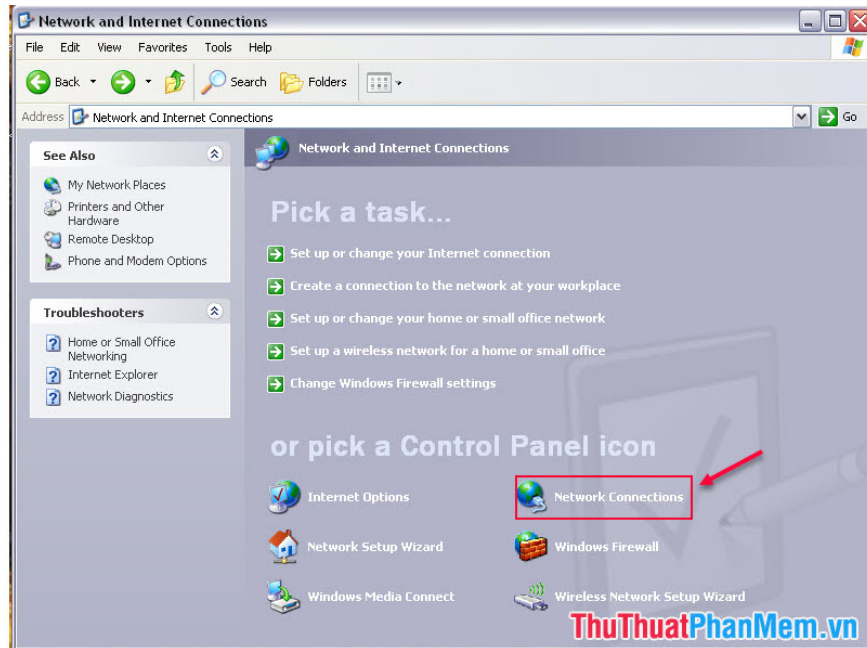 Network and Internet Connections
File Edit View Favorites Tools Help
Back Search Folders
Address Network and Internet Connections Go
See Also
My Network Places
Printers and Other
Hardware
Remote Desktop
Phone and Modem Options
Troubleshooters
Home or Small Office
Networking
Internet Explorer
Network Diagnostics
Network and Internet Connections
Pick a task...
Set up or change your Internet connection
Create a connection to the network at your workplace
Set up or change your home or small office network
Set up a wireless network for a home or small office
Change Windows Firewall settings
or pick a Control Panel icon
Internet Options Network Connections
Network Setup Wizard Windows Firewall
Windows Media Connect Wireless Network Setup Wizard
ThuThuatPhanMem.vn